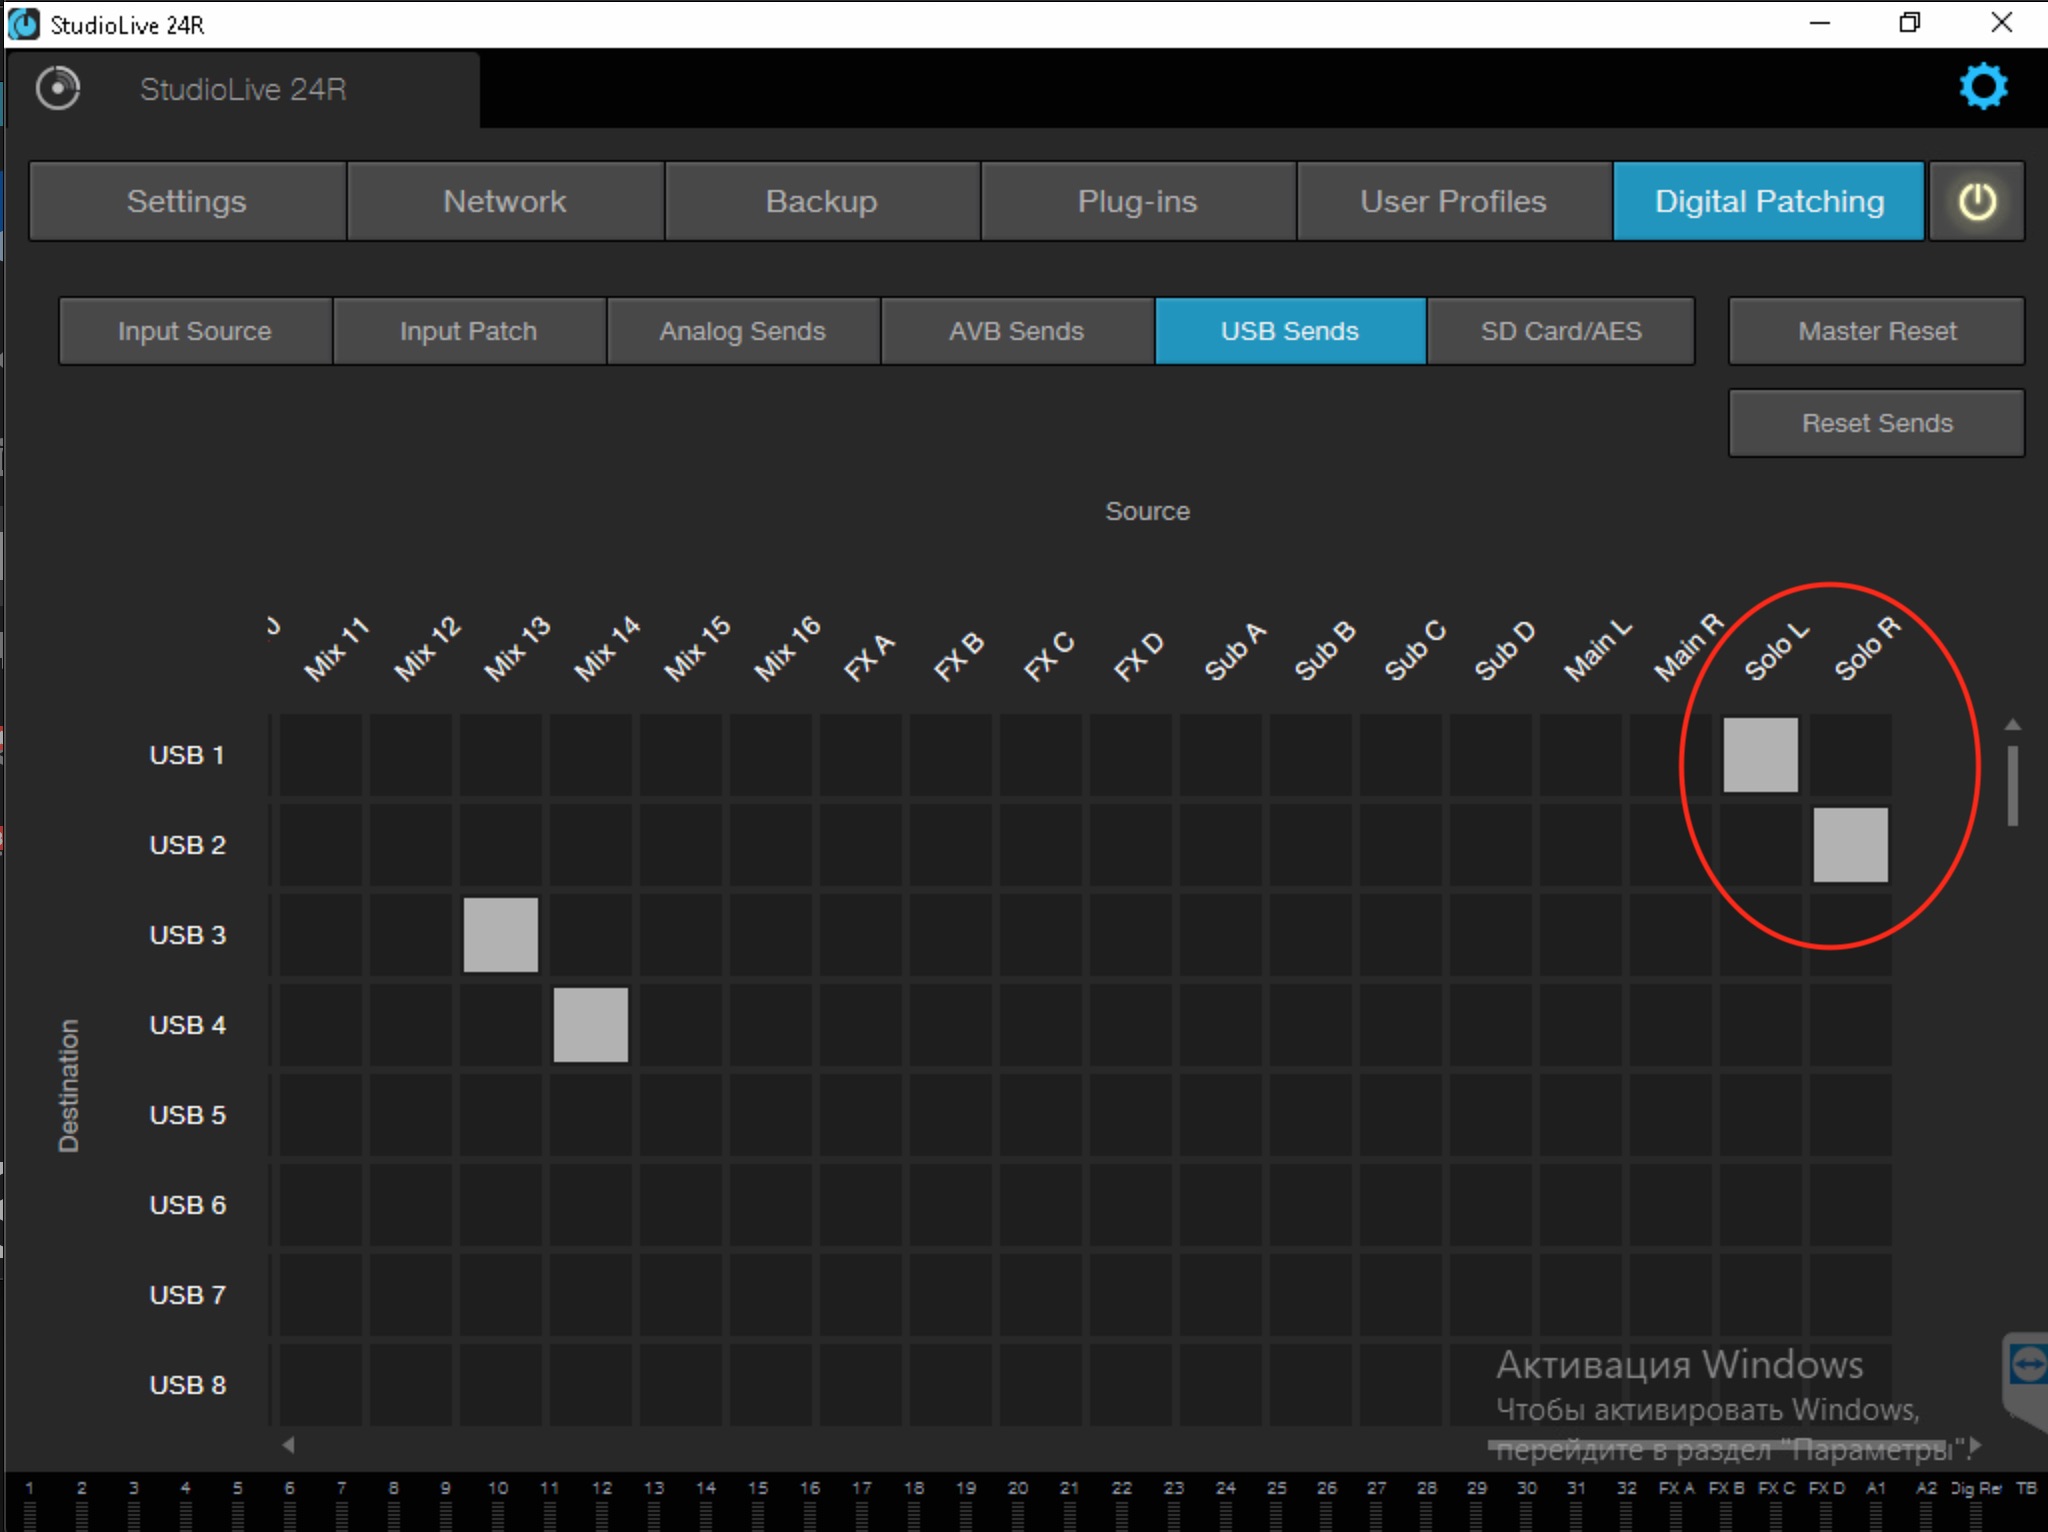 StudioLive 24R
StudioLive 24R
Settings Network Backup Plug-ins User Profiles Digital Patching
Input Source Input Patch Analog Sends AVB Sends USB Sends SD Card/AES Master Reset
Reset Sends
Source
Mix 11 Mix 12 Mix 13 Mix 14 Mix 15 Mix 16 FX A FX B FX C FX D Sub A Sub B Sub C Sub D Main L Main R Solo L Solo R
USB 1
USB 2
USB 3
USB 4
Destination
USB 5
USB 6
USB 7
USB 8
Активация Windows
Чтобы активировать Windows,
перейдите в раздел "Параметры".
1 2 3 4 5 6 7 8 9 10 11 12 13 14 15 16 17 18 19 20 21 22 23 24 25 26 27 28 29 30 31 32 FX A FX B FX C FX D A1 A2 Dig Re TB